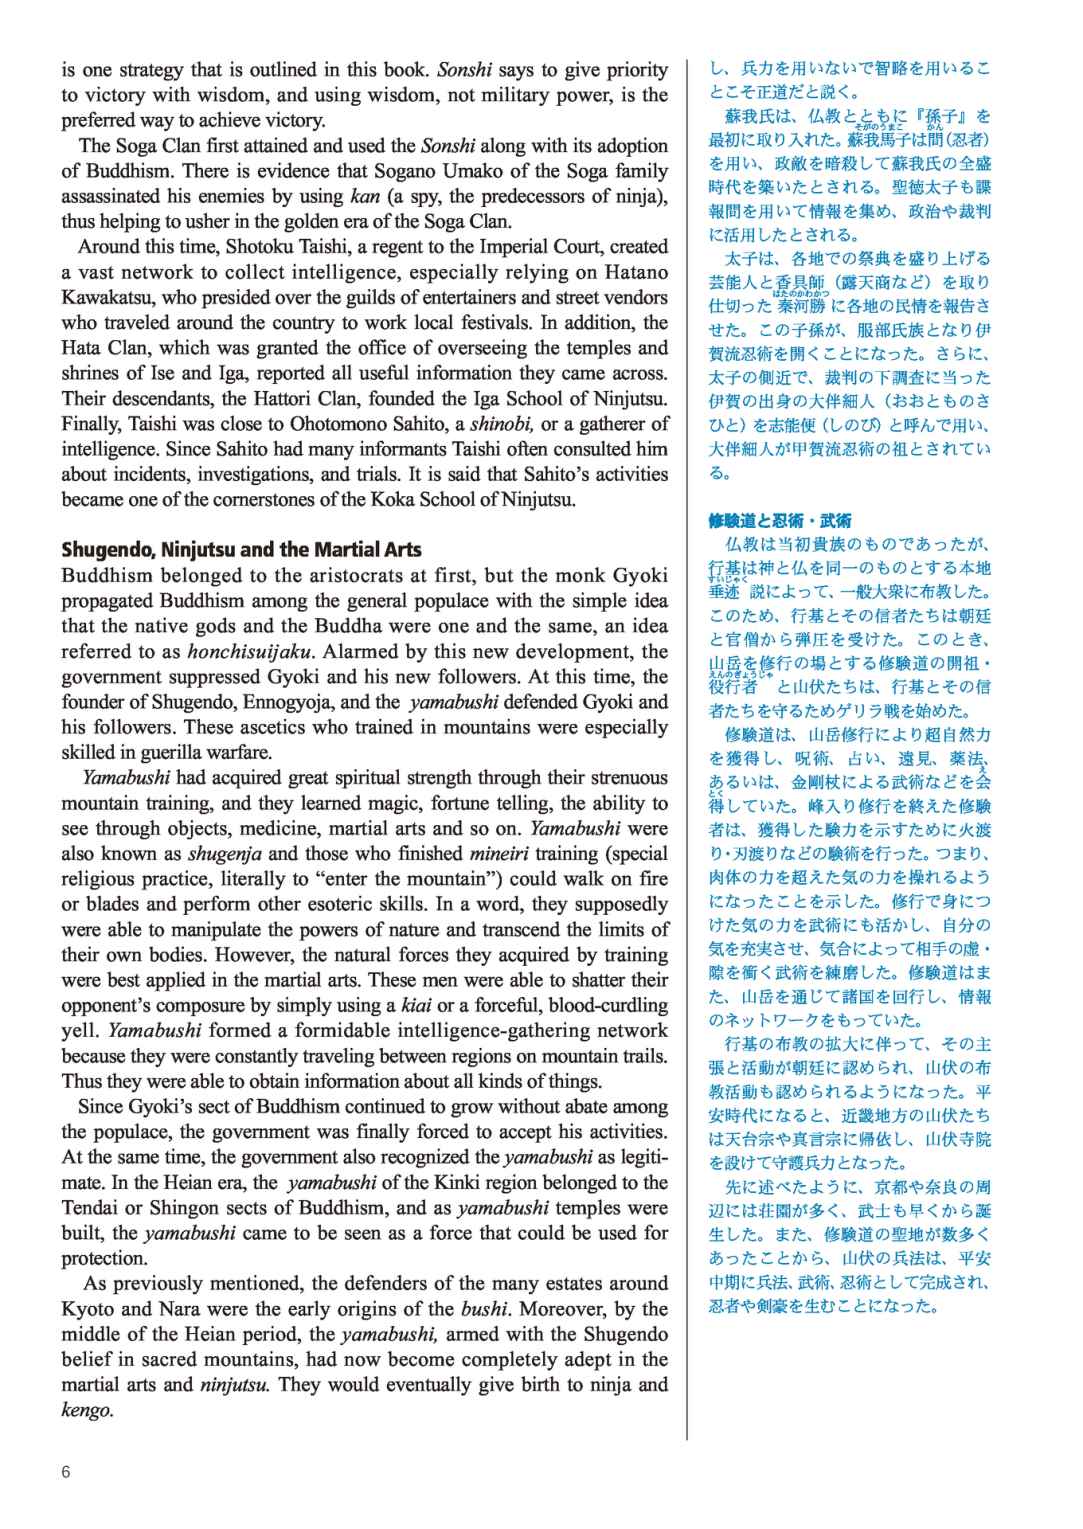 is one strategy that is outlined in this book. Sonshi says to give priority
to victory with wisdom, and using wisdom, not military power, is the
preferred way to achieve victory.
The Soga Clan first attained and used the Sonshi along with its adoption
of Buddhism. There is evidence that Sogano Umako of the Soga family
assassinated his enemies by using kan (a spy, the predecessors of ninja),
thus helping to usher in the golden era of the Soga Clan.
Around this time, Shotoku Taishi, a regent to the Imperial Court, created
a vast network to collect intelligence, especially relying on Hatano
Kawakatsu, who presided over the guilds of entertainers and street vendors
who traveled around the country to work local festivals. In addition, the
Hata Clan, which was granted the office of overseeing the temples and
shrines of Ise and Iga, reported all useful information they came across.
Their descendants, the Hattori Clan, founded the Iga School of Ninjutsu.
Finally, Taishi was close to Ohotomono Sahito, a shinobi, or a gatherer of
intelligence. Since Sahito had many informants Taishi often consulted him
about incidents, investigations, and trials. It is said that Sahito’s activities
became one of the cornerstones of the Koka School of Ninjutsu.
Shugendo, Ninjutsu and the Martial Arts
Buddhism belonged to the aristocrats at first, but the monk Gyoki
propagated Buddhism among the general populace with the simple idea
that the native gods and the Buddha were one and the same, an idea
referred to as honchisuijaku. Alarmed by this new development, the
government suppressed Gyoki and his new followers. At this time, the
founder of Shugendo, Ennogyoja, and the yamabushi defended Gyoki and
his followers. These ascetics who trained in mountains were especially
skilled in guerilla warfare.
Yamabushi had acquired great spiritual strength through their strenuous
mountain training, and they learned magic, fortune telling, the ability to
see through objects, medicine, martial arts and so on. Yamabushi were
also known as shugenja and those who finished mineiri training (special
religious practice, literally to “enter the mountain”) could walk on fire
or blades and perform other esoteric skills. In a word, they supposedly
were able to manipulate the powers of nature and transcend the limits of
their own bodies. However, the natural forces they acquired by training
were best applied in the martial arts. These men were able to shatter their
opponent’s composure by simply using a kiai or a forceful, blood-curdling
yell. Yamabushi formed a formidable intelligence-gathering network
because they were constantly traveling between regions on mountain trails.
Thus they were able to obtain information about all kinds of things.
Since Gyoki’s sect of Buddhism continued to grow without abate among
the populace, the government was finally forced to accept his activities.
At the same time, the government also recognized the yamabushi as legiti-
mate. In the Heian era, the yamabushi of the Kinki region belonged to the
Tendai or Shingon sects of Buddhism, and as yamabushi temples were
built, the yamabushi came to be seen as a force that could be used for
protection.
As previously mentioned, the defenders of the many estates around
Kyoto and Nara were the early origins of the bushi. Moreover, by the
middle of the Heian period, the yamabushi, armed with the Shugendo
belief in sacred mountains, had now become completely adept in the
martial arts and ninjutsu. They would eventually give birth to ninja and
kengo.
6
し、兵力を用いないで智略を用いるこ
とこそ正道だと説く。
蘇我氏は、仏教とともに『孫子』を
そがのうまこ かん
最初に取り入れた。蘇我馬子は間(忍者)
を用い、政敵を暗殺して蘇我氏の全盛
時代を築いたとされる。聖徳太子も諜
報間を用いて情報を集め、政治や裁判
に活用したとされる。
太子は、各地での祭典を盛り上げる
芸能人と香具師(露天商など)を取り
はたのかわかつ
仕切った秦河勝に各地の民情を報告さ
せた。この子孫が、服部氏族となり伊
賀流忍術を開くことになった。さらに、
太子の側近で、裁判の下調査に当った
伊賀の出身の大伴細人(おおとものさ
ひと)を志能便(しのび)と呼んで用い、
大伴細人が甲賀流忍術の祖とされてい
る。
修験道と忍術・武術
仏教は当初貴族のものであったが、
行基は神と仏を同一のものとする本地
すいじゃく
垂迹 説によって、一般大衆に布教した。
このため、行基とその信者たちは朝廷
と官僧から弾圧を受けた。このとき、
山岳を修行の場とする修験道の開祖・
えんのぎょうじゃ
役行者 と山伏たちは、行基とその信
者たちを守るためゲリラ戦を始めた。
修験道は、山岳修行により超自然力
を獲得し、呪術、占い、遠見、薬法、
え
あるいは、金剛杖による武術などを会
とく
得していた。峰入り修行を終えた修験
者は、獲得した験力を示すために火渡
り・刃渡りなどの験術を行った。つまり、
肉体の力を超えた気の力を操れるよう
になったことを示した。修行で身につ
けた気の力を武術にも活かし、自分の
気を充実させ、気合によって相手の虚・
隙を衝く武術を練磨した。修験道はま
た、山岳を通じて諸国を回行し、情報
のネットワークをもっていた。
行基の布教の拡大に伴って、その主
張と活動が朝廷に認められ、山伏の布
教活動も認められるようになった。平
安時代になると、近畿地方の山伏たち
は天台宗や真言宗に帰依し、山伏寺院
を設けて守護兵力となった。
先に述べたように、京都や奈良の周
辺には荘園が多く、武士も早くから誕
生した。また、修験道の聖地が数多く
あったことから、山伏の兵法は、平安
中期に兵法、武術、忍術として完成され、
忍者や剣豪を生むことになった。